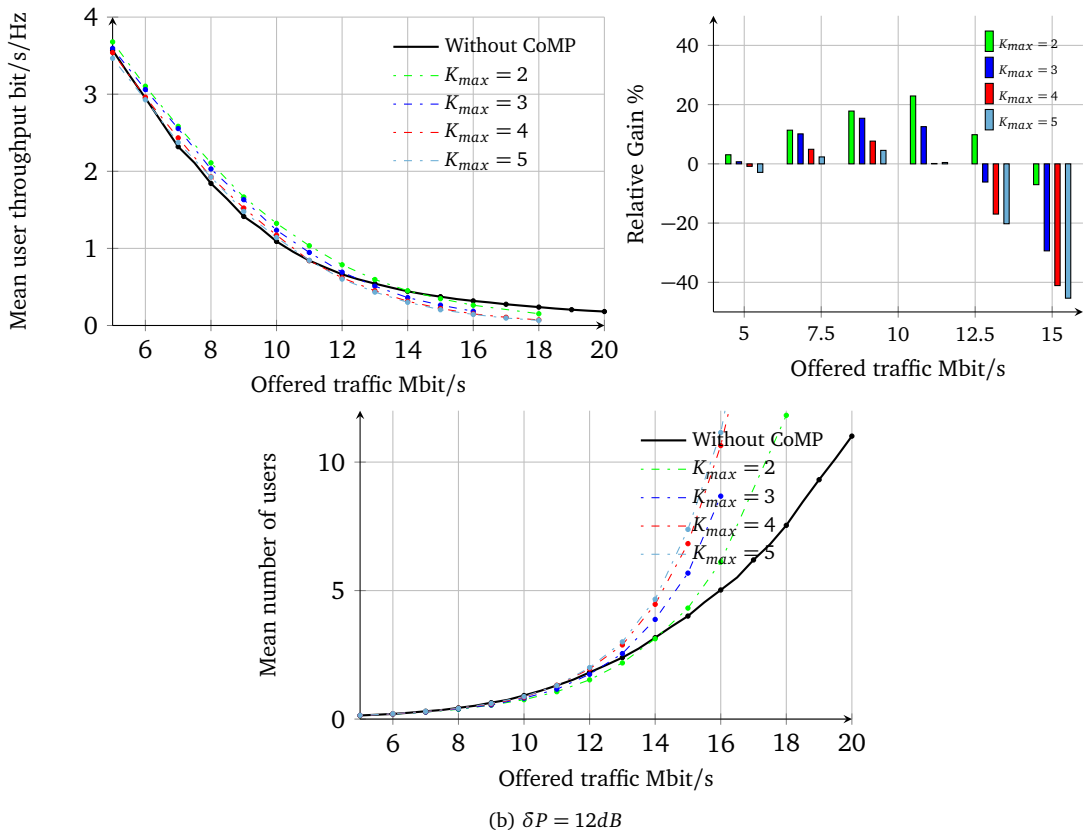 Mean user throughput bit/s/Hz
4
3
2
1
0
6 8 10 12 14 16 18 20
Offered traffic Mbit/s
Without CoMP
K_max = 2
K_max = 3
K_max = 4
K_max = 5
Relative Gain %
40
20
0
−20
−40
5 7.5 10 12.5 15
Offered traffic Mbit/s
K_max = 2
K_max = 3
K_max = 4
K_max = 5
Mean number of users
10
5
0
6 8 10 12 14 16 18 20
Offered traffic Mbit/s
Without CoMP
K_max = 2
K_max = 3
K_max = 4
K_max = 5
(b) δP = 12dB